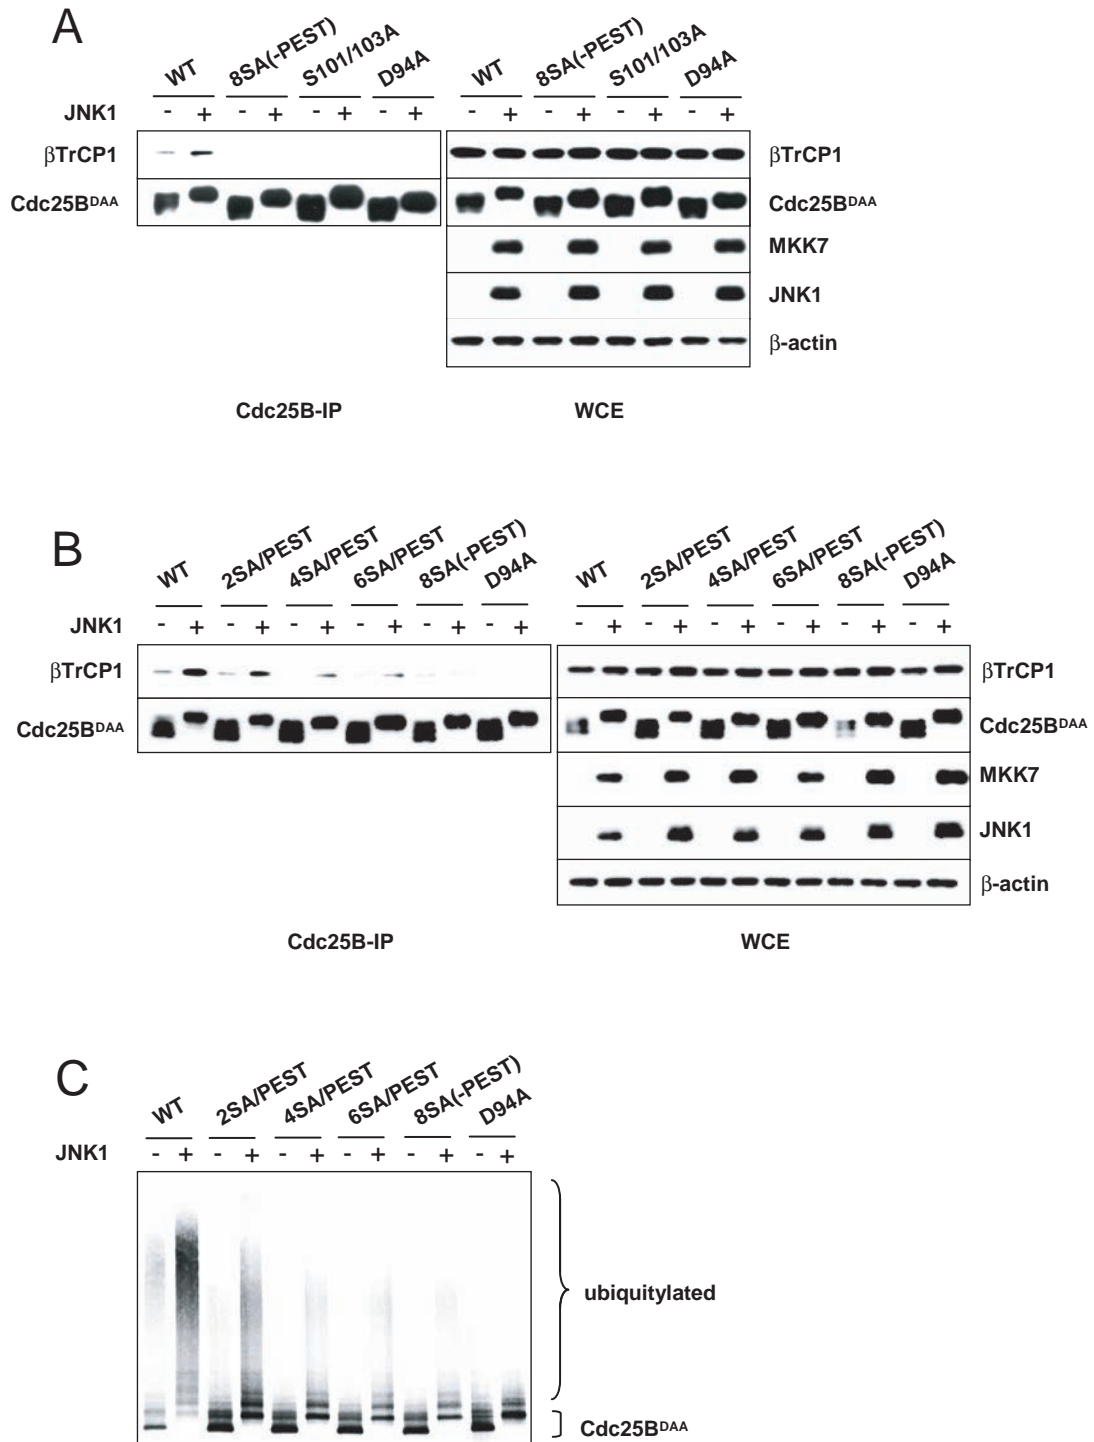 A
WT 8SA(-PEST) S101/103A D94A WT 8SA(-PEST) S101/103A D94A
JNK1 - + - + - + - + - + - + - + - +
βTrCP1 βTrCP1
Cdc25BDAA Cdc25BDAA
MKK7
JNK1
β-actin
Cdc25B-IP WCE
B
WT 2SA/PEST 4SA/PEST 6SA/PEST 8SA(-PEST) D94A WT 2SA/PEST 4SA/PEST 6SA/PEST 8SA(-PEST) D94A
JNK1 - + - + - + - + - + - + - + - + - + - + - + - +
βTrCP1 βTrCP1
Cdc25BDAA Cdc25BDAA
MKK7
JNK1
β-actin
Cdc25B-IP WCE
C
WT 2SA/PEST 4SA/PEST 6SA/PEST 8SA(-PEST) D94A
JNK1 - + - + - + - + - + - +
ubiquitylated
Cdc25BDAA